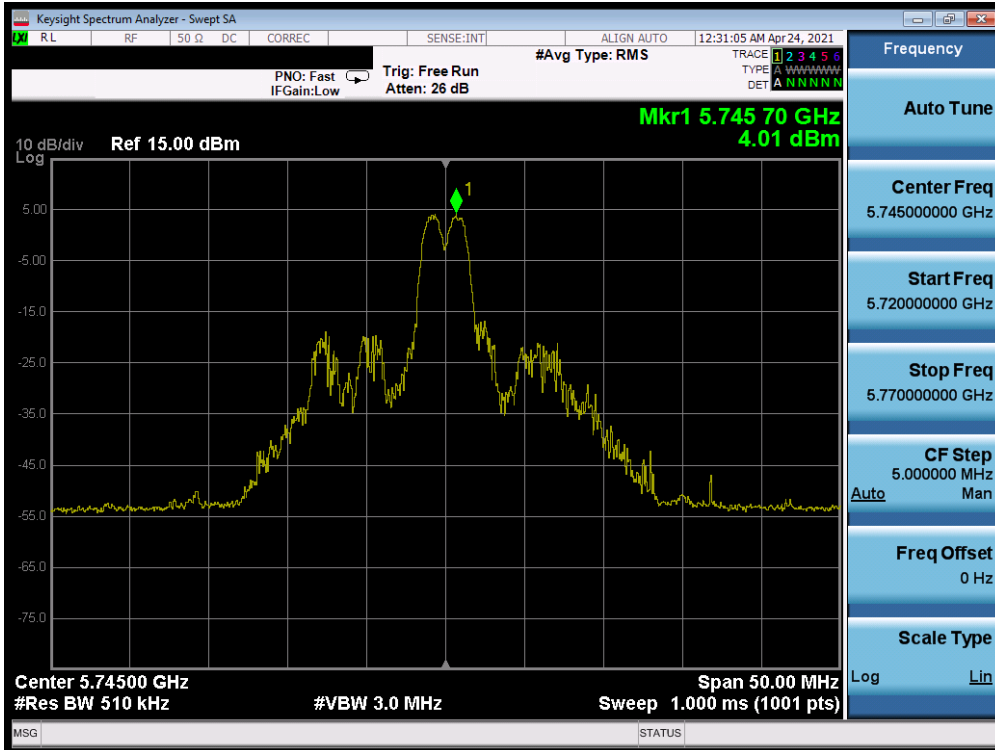 Keysight Spectrum Analyzer - Swept SA
LXI RL RF 50 Ω DC CORREC SENSE:INT ALIGN AUTO 12:31:05 AM Apr 24, 2021
#Avg Type: RMS TRACE 1 2 3 4 5 6
PNO: Fast Trig: Free Run TYPE A WWWWW
IFGain:Low Atten: 26 dB DET A N N N N N
Mkr1 5.745 70 GHz
4.01 dBm
10 dB/div Ref 15.00 dBm
Log
1
5.00
-5.00
-15.0
-25.0
-35.0
-45.0
-55.0
-65.0
-75.0
Center 5.74500 GHz Span 50.00 MHz
#Res BW 510 kHz #VBW 3.0 MHz Sweep 1.000 ms (1001 pts)
MSG STATUS
Frequency
Auto Tune
Center Freq
5.745000000 GHz
Start Freq
5.720000000 GHz
Stop Freq
5.770000000 GHz
CF Step
5.000000 MHz
Auto Man
Freq Offset
0 Hz
Scale Type
Log Lin